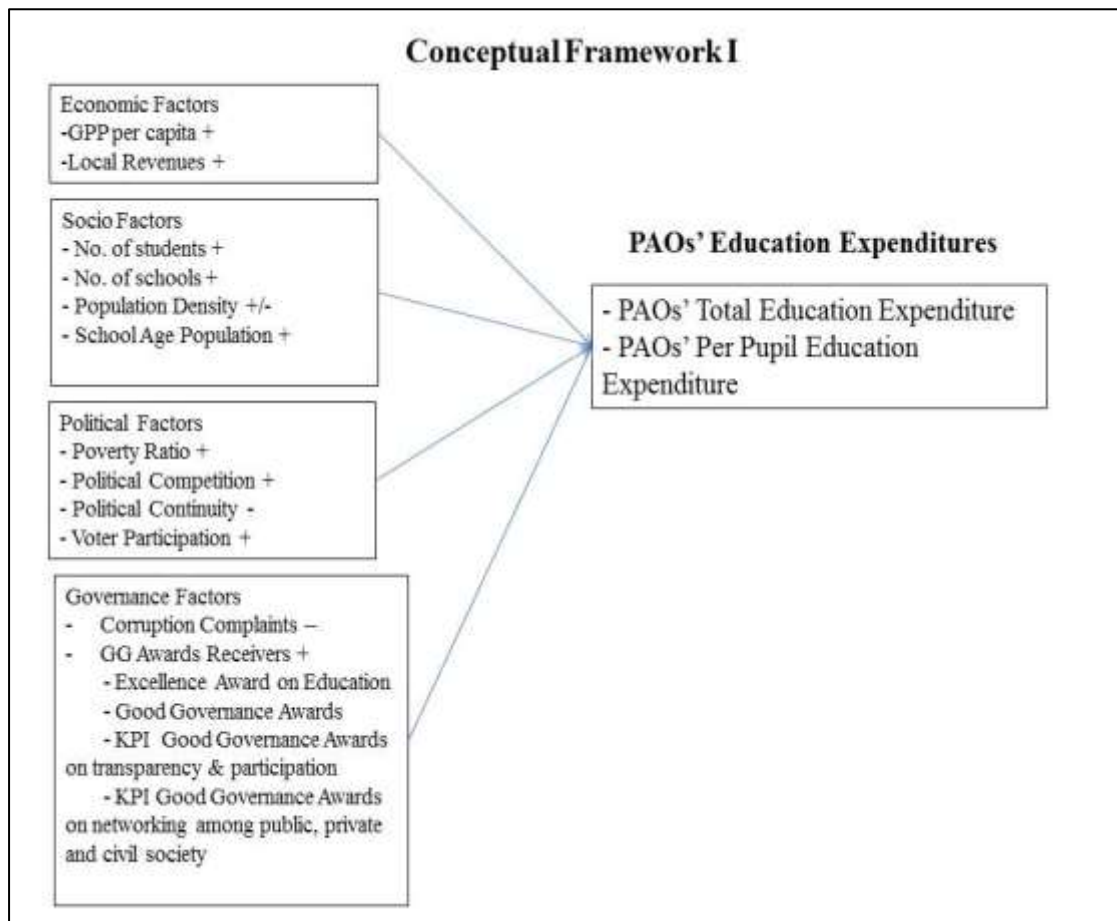 Conceptual Framework I
Economic Factors
-GPP per capita +
-Local Revenues +
Socio Factors
- No. of students +
- No. of schools +
- Population Density +/-
- School Age Population +
Political Factors
- Poverty Ratio +
- Political Competition +
- Political Continuity -
- Voter Participation +
Governance Factors
- Corruption Complaints –
- GG Awards Receivers +
- Excellence Award on Education
- Good Governance Awards
- KPI Good Governance Awards
on transparency & participation
- KPI Good Governance Awards
on networking among public, private
and civil society
PAOs’ Education Expenditures
- PAOs’ Total Education Expenditure
- PAOs’ Per Pupil Education
Expenditure